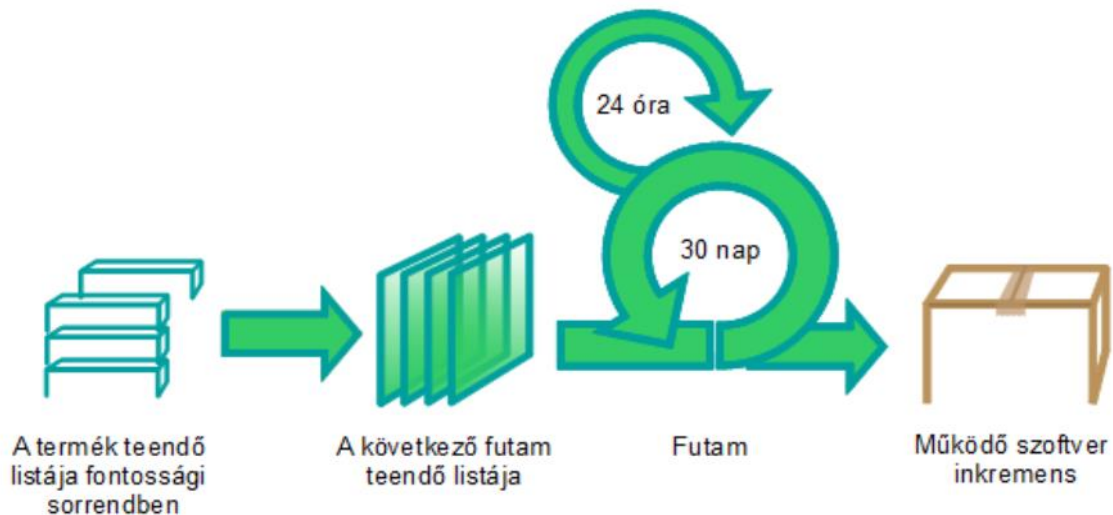 24 óra
30 nap
A termék teendő
listája fontossági
sorrendben
A következő futam
teendő listája
Futam
Működő szoftver
inkremens